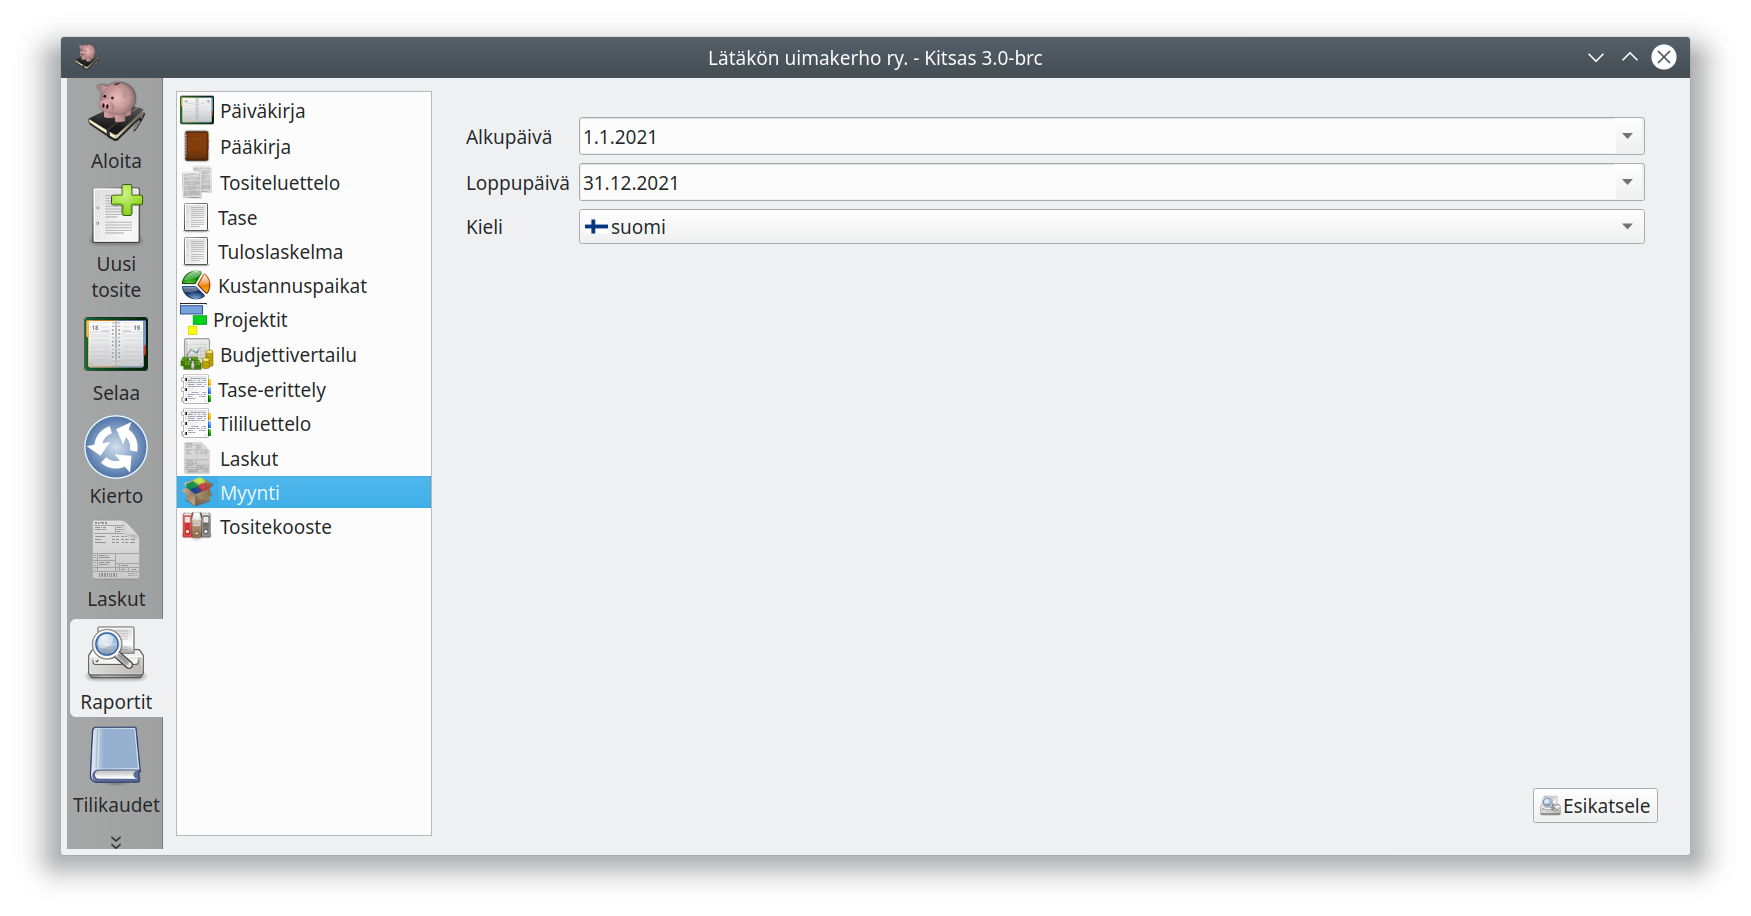 Lätäkön uimakerho ry. - Kitsas 3.0-brc
Aloita
Uusi
tosite
18 19
Selaa
Kierto
Laskut
Raportit
Tilikaudet
Päiväkirja
Pääkirja
Tositeluettelo
Tase
Tuloslaskelma
Kustannuspaikat
Projektit
Budjettivertailu
Tase-erittely
Tililuettelo
Laskut
Myynti
Tositekooste
Alkupäivä 1.1.2021
Loppupäivä 31.12.2021
Kieli suomi
Esikatsele